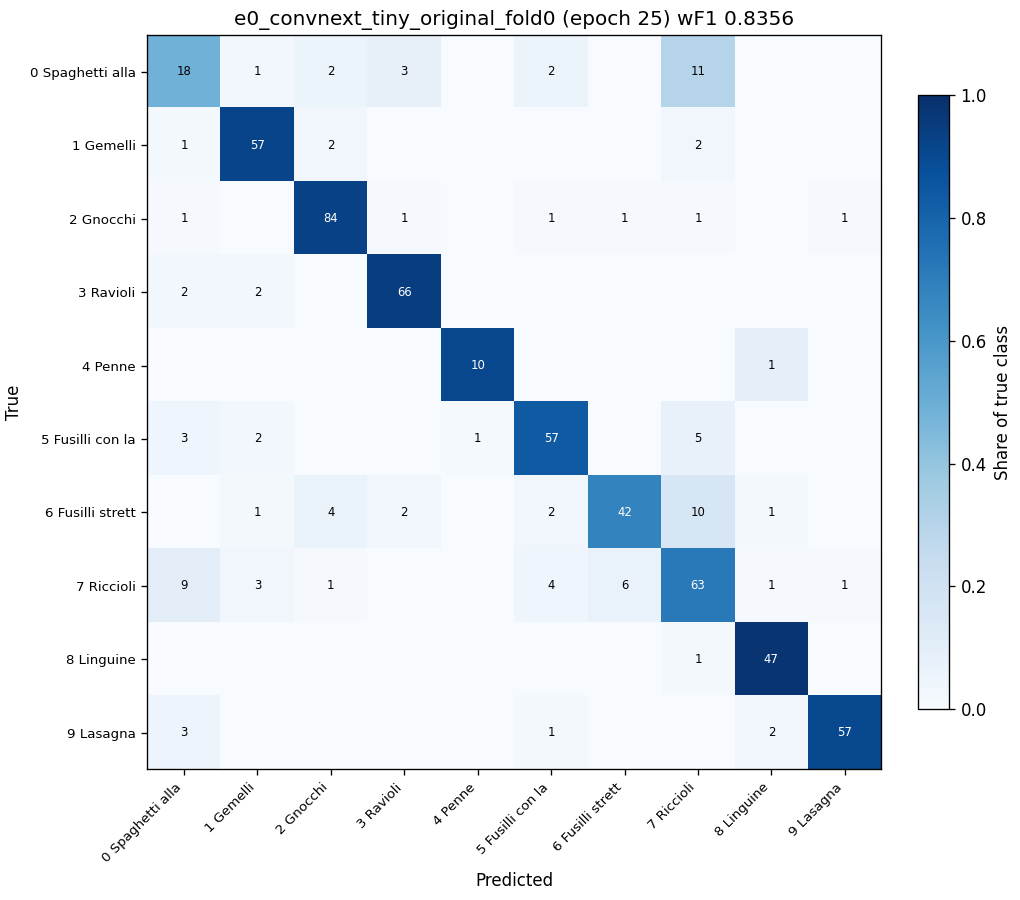 e0_convnext_tiny_original_fold0 (epoch 25) wF1 0.8356
True
0 Spaghetti alla 18 1 2 3 2 11
1 Gemelli 1 57 2 2
2 Gnocchi 1 84 1 1 1 1 1
3 Ravioli 2 2 66
4 Penne 10 1
5 Fusilli con la 3 2 1 57 5
6 Fusilli strett 1 4 2 2 42 10 1
7 Riccioli 9 3 1 4 6 63 1 1
8 Linguine 1 47
9 Lasagna 3 1 2 57
0 Spaghetti alla
1 Gemelli
2 Gnocchi
3 Ravioli
4 Penne
5 Fusilli con la
6 Fusilli strett
7 Riccioli
8 Linguine
9 Lasagna
Predicted
1.0
0.8
0.6
0.4
0.2
0.0
Share of true class